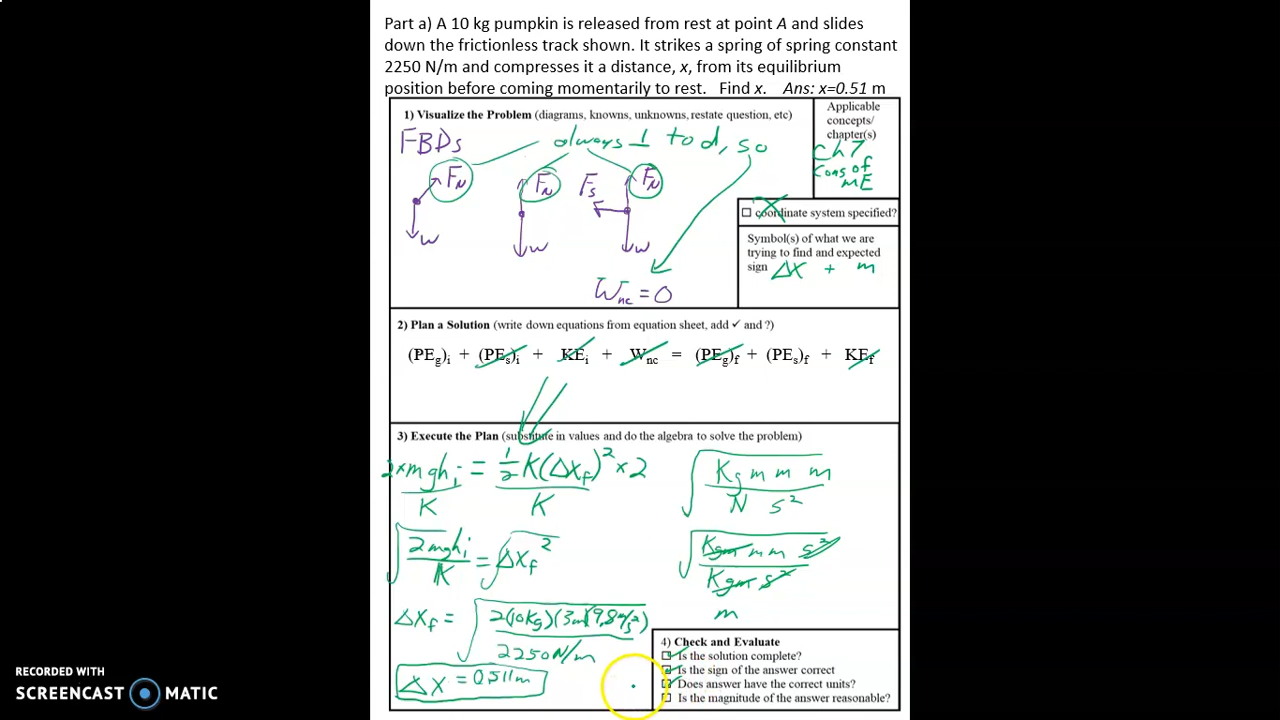 Part a) A 10 kg pumpkin is released from rest at point A and slides
down the frictionless track shown. It strikes a spring of spring constant
2250 N/m and compresses it a distance, x, from its equilibrium
position before coming momentarily to rest. Find x. Ans: x=0.51 m
1) Visualize the Problem (diagrams, knowns, unknowns, restate question, etc)
Applicable
concepts/
chapter(s)
Ch7
Cons of
ME
FBDs
always ⊥ to d, so
FN
FN
Fs
FN
W
W
W
Wnc = 0
☐ coordinate system specified?
Symbol(s) of what we are
trying to find and expected
sign ΔX + m
2) Plan a Solution (write down equations from equation sheet, add ✓ and ?)
(PEg)i + (PEs)i + KEi + Wnc = (PEg)f + (PEs)f + KEf
3) Execute the Plan (substitute in values and do the algebra to solve the problem)
2×mghi/K = ½K(ΔXf)²×2/K
√(2mghi/K) = √ΔXf²
ΔXf = √(2(10Kg)(3m)(9.8m/s²)/2250N/m)
ΔX = 0.511m
√(Kg m m m/N s²)
√(Kgm m m s²/Kgm s²)
m
4) Check and Evaluate
☑ Is the solution complete?
☑ Is the sign of the answer correct
☑ Does answer have the correct units?
☐ Is the magnitude of the answer reasonable?
RECORDED WITH
SCREENCAST MATIC